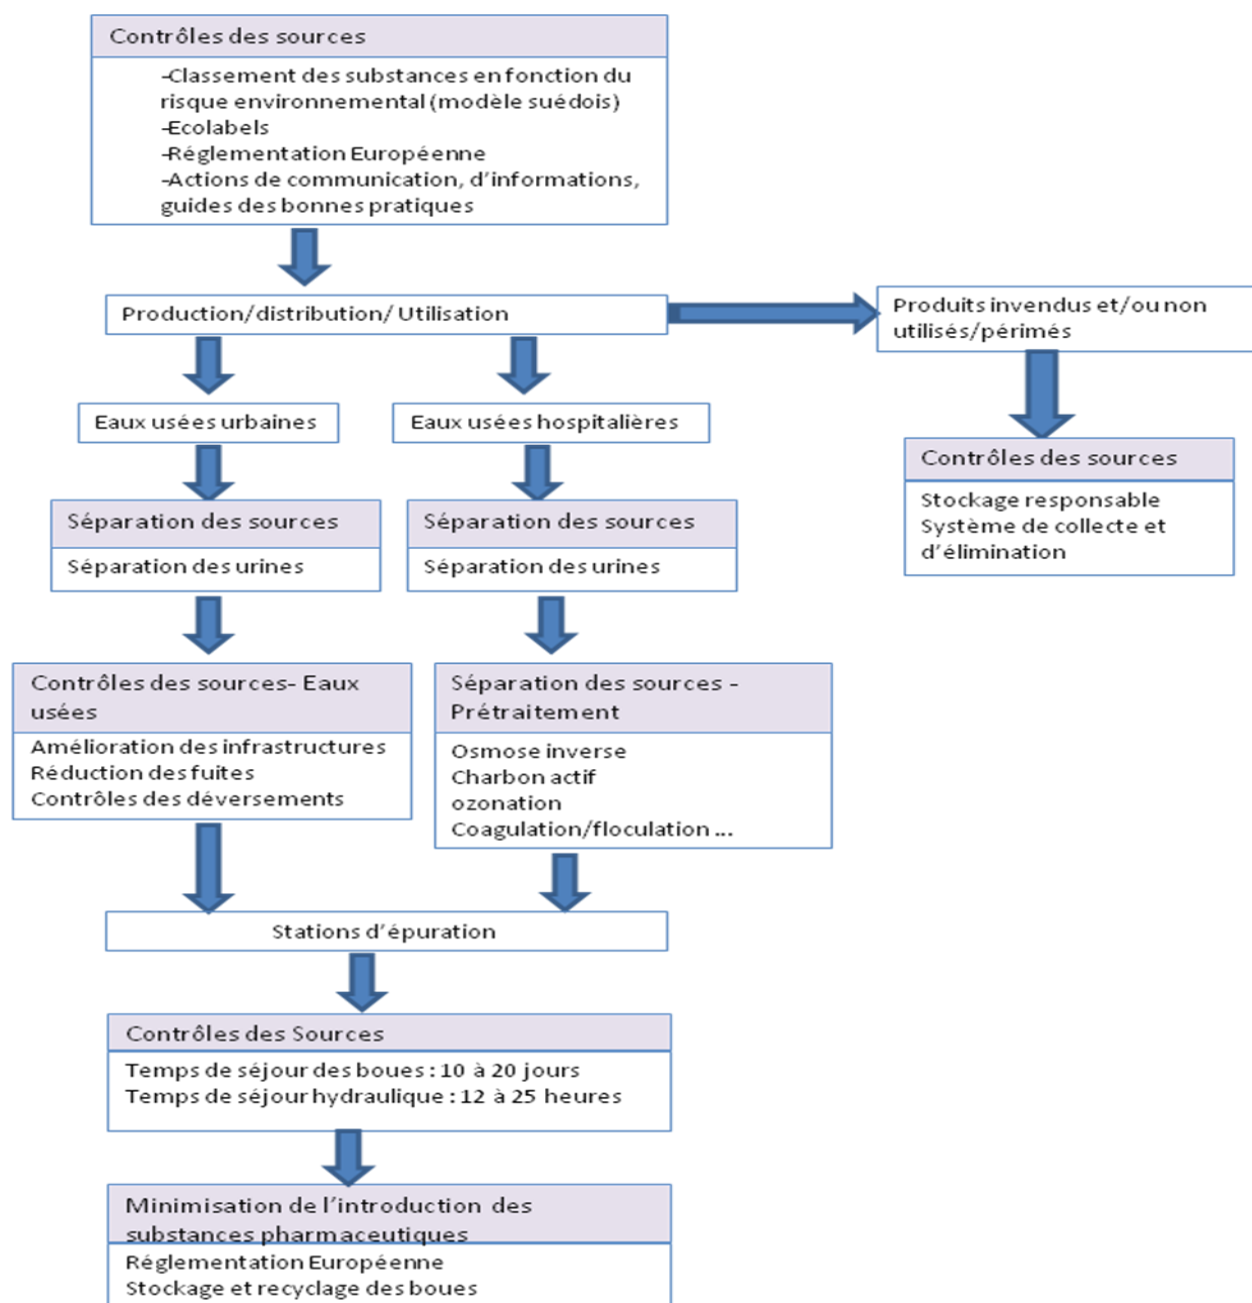 Contrôles des sources
-Classement des substances en fonction du
risque environnemental (modèle suédois)
-Ecolabels
-Réglementation Européenne
-Actions de communication, d'informations,
guides des bonnes pratiques
Production/distribution/ Utilisation
Produits invendus et/ou non
utilisés/périmés
Eaux usées urbaines
Eaux usées hospitalières
Contrôles des sources
Stockage responsable
Système de collecte et
d'élimination
Séparation des sources
Séparation des urines
Séparation des sources
Séparation des urines
Contrôles des sources- Eaux
usées
Amélioration des infrastructures
Réduction des fuites
Contrôles des déversements
Séparation des sources -
Prétraitement
Osmose inverse
Charbon actif
ozonation
Coagulation/floculation ...
Stations d'épuration
Contrôles des Sources
Temps de séjour des boues : 10 à 20 jours
Temps de séjour hydraulique : 12 à 25 heures
Minimisation de l'introduction des
substances pharmaceutiques
Réglementation Européenne
Stockage et recyclage des boues